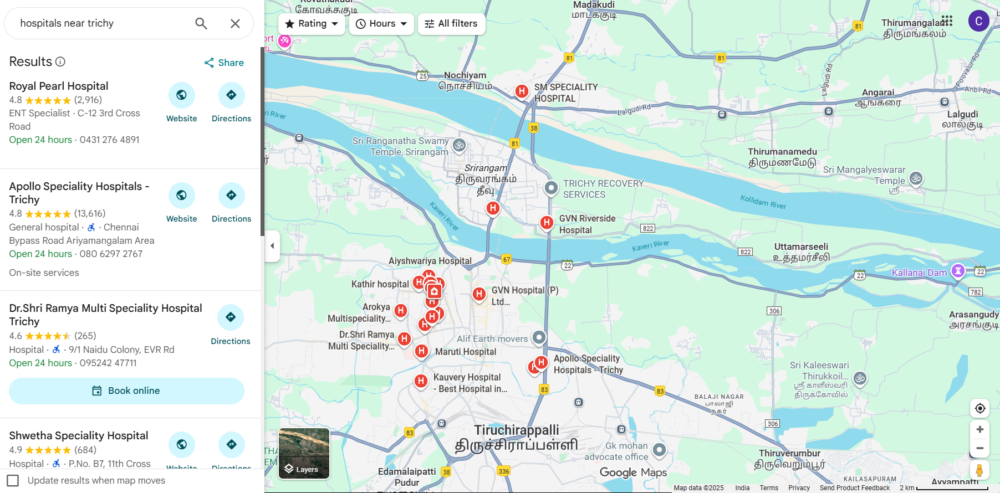 hospitals near trichy
Results
Share
Royal Pearl Hospital
4.8 (2,916)
ENT Specialist · C-12 3rd Cross
Road
Open 24 hours · 0431 276 4891
Website
Directions
Apollo Speciality Hospitals -
Trichy
4.8 (13,616)
General hospital · · Chennai
Bypass Road Ariyamangalam Area
Open 24 hours · 080 6297 2767
On-site services
Website
Directions
Dr.Shri Ramya Multi Speciality Hospital
Trichy
4.6 (265)
Hospital · · 9/1 Naidu Colony, EVR Rd
Open 24 hours · 095242 47711
Directions
Book online
Shwetha Speciality Hospital
4.9 (684)
Hospital · · P.No. B7, 11th Cross
Website
Directions
Update results when map moves
Rating
Hours
All filters
C
கோவத்தகுடி
Madakudi
மாடக்குடி
81
Thirumangalam
திருமங்கலம்
81
81
25
Nochiyam
நொச்சியம்
SM SPECIALITY
HOSPITAL
Lalgudi Rd
Lalgudi Rd
Poovalur Rd
Anbil Rd
Angarai
ஆங்கரை
Lalgudi
லால்குடி
ri River
38
81
Sri Ranganatha Swamy
Temple, Srirangam
Srirangam
திருவரங்கம்
தீவு
Thirumanamedu
திருமணமேடு
Sri Mangalyeswarar
Temple
ஸ்ரீ...
TRICHY RECOVERY
SERVICES
Kollidam River
Kaveri River
GVN Riverside
Hospital
822
Kaveri River
822
Uttamarseeli
உத்தமர்சீலி
Aiyshwariya Hospital
67
22
22
Kallanai Dam
22
782
Kathir hospital
GVN Hospital (P)
Ltd...
Arokya
Multispeciality...
306
Arasangudy
அரசங்குடி
Dr.Shri Ramya
Multi Speciality...
Alif Earth movers
Maruti Hospital
Apollo Speciality
Hospitals - Trichy
Kauvery Hospital
- Best Hospital in...
83
83
Sri Kaleeswari
Thirukkoil...
ஸ்ரீ காளீஸ்வரி
திருக்கோவில்
BALAJI NAGAR
பாலாஜி
நகர்
306
83
Tiruchirappalli
திருச்சிராப்பள்ளி
Gk mohan
advocate office
Thiruverumbur
திருவெறும்பூர்
Layers
Edamalaipatti
Pudur
38
336
KAILASAPURAM
Ayyampatti
Google Maps
Map data ©2025 India Terms Privacy Send Product Feedback 2 km